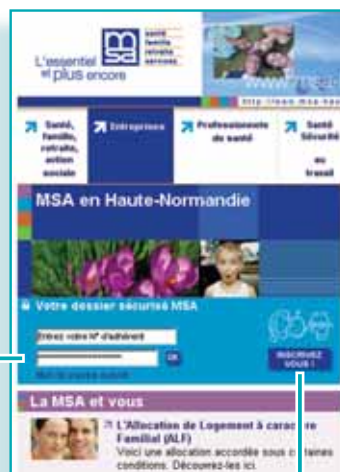 L'essentiel
et plus encore
msa
santé
famille
retraite
services
Santé,
famille,
retraite,
action
sociale
Entreprises
Professionnels
de santé
Santé
Sécurité
au
travail
MSA en Haute-Normandie
Votre dossier sécurisé MSA
Entrez votre N° d'adhérent
OK
INSCRIVEZ
VOUS !
La MSA et vous
L'Allocation de Logement à caractère
Familial (ALF)
Voici une allocation accordée sous certaines
conditions. Découvrez-les ici.